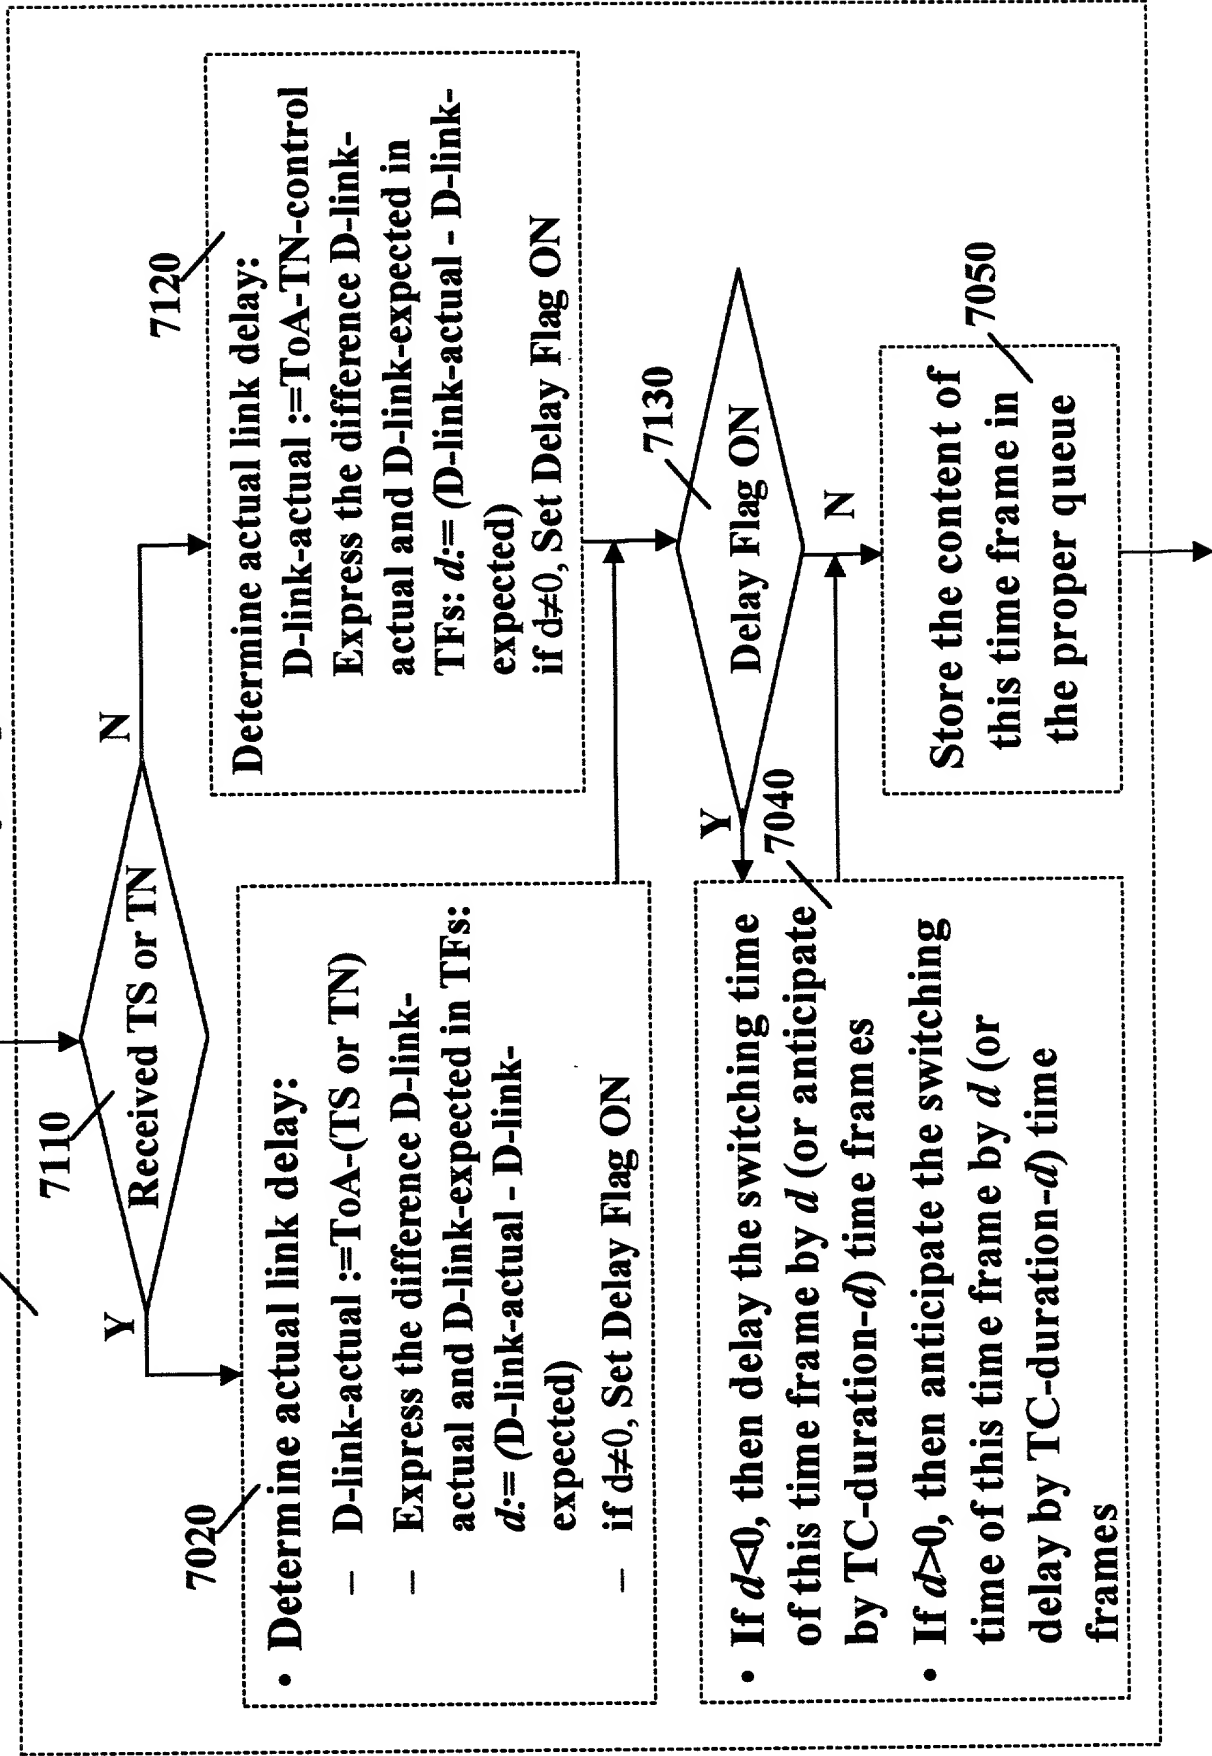 7110
Received TS or TN
Y
N
7020
• Determine actual link delay:
– D-link-actual :=ToA-(TS or TN)
– Express the difference D-link-
actual and D-link-expected in TFs:
d:= (D-link-actual - D-link-
expected)
– if d≠0, Set Delay Flag ON
7120
Determine actual link delay:
D-link-actual :=ToA-TN-control
Express the difference D-link-
actual and D-link-expected in
TFs: d:= (D-link-actual - D-link-
expected)
if d≠0, Set Delay Flag ON
7130
Delay Flag ON
Y
N
7040
• If d<0, then delay the switching time
of this time frame by d (or anticipate
by TC-duration-d) time frames
• If d>0, then anticipate the switching
time of this time frame by d (or
delay by TC-duration-d) time
frames
7050
Store the content of
this time frame in
the proper queue